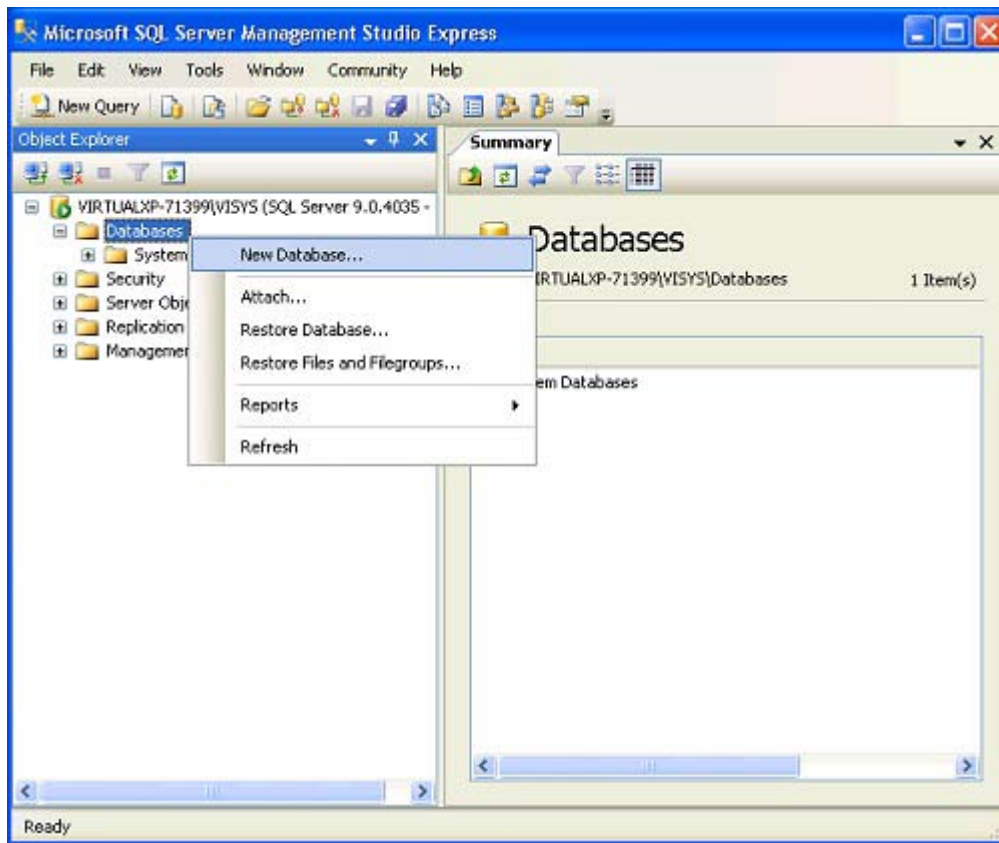 Microsoft SQL Server Management Studio Express
File Edit View Tools Window Community Help
New Query
Object Explorer
Summary
VIRTUALXP-71399\VISYS (SQL Server 9.0.4035 -
Databases
System
Security
Server Obje
Replication
Managemer
New Database...
Attach...
Restore Database...
Restore Files and Filegroups...
Reports
Refresh
Databases
IRTUALXP-71399\VISYS\Databases 1 Item(s)
em Databases
Ready